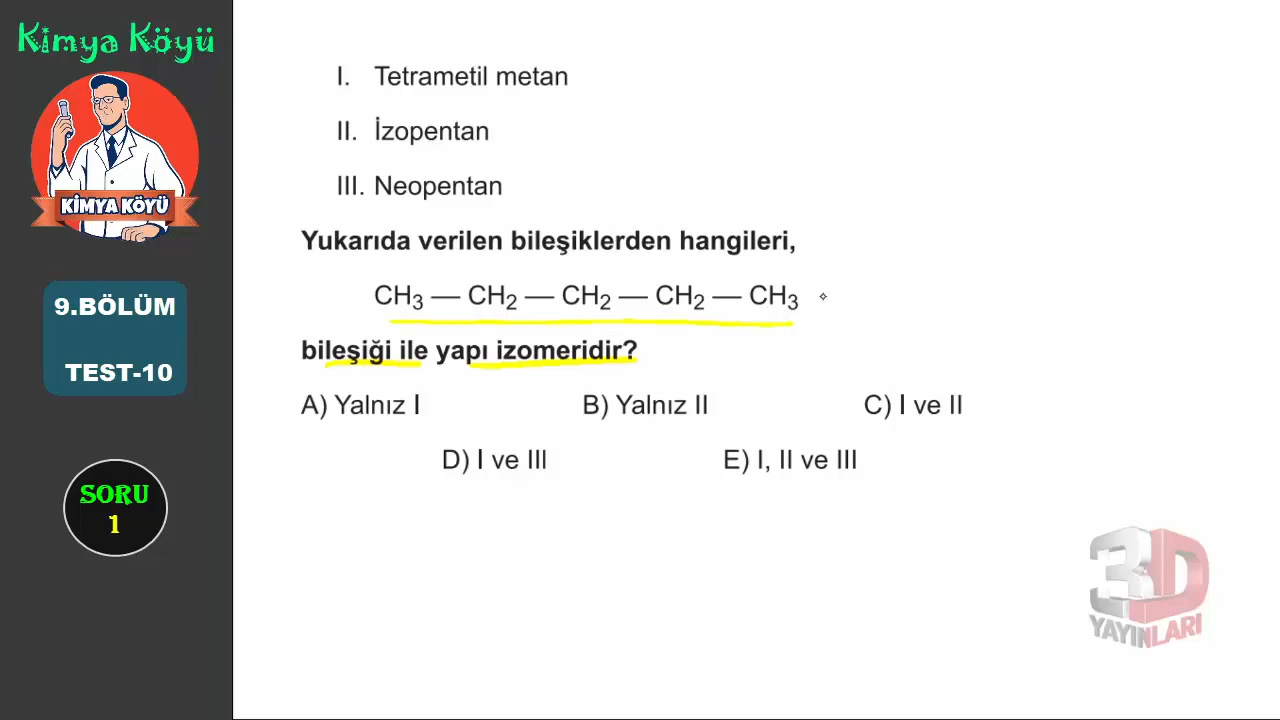 Kimya Köyü
KİMYA KÖYÜ
9.BÖLÜM
TEST-10
SORU
1
I. Tetrametil metan
II. İzopentan
III. Neopentan
Yukarıda verilen bileşiklerden hangileri,
CH₃ — CH₂ — CH₂ — CH₂ — CH₃
bileşiği ile yapı izomeridir?
A) Yalnız I B) Yalnız II C) I ve II
D) I ve III E) I, II ve III
3D
YAYINLARI